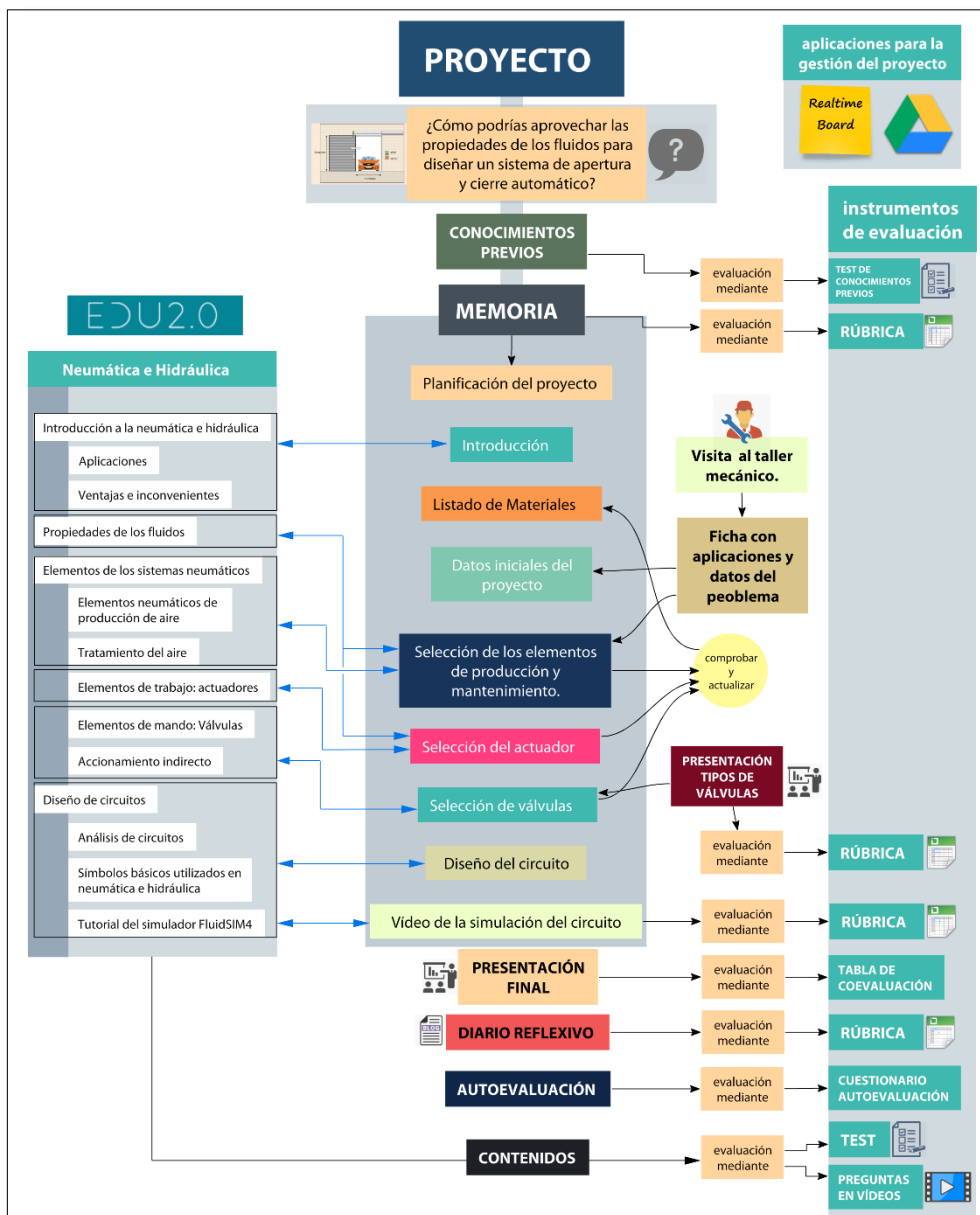 PROYECTO
aplicaciones para la
gestión del proyecto
Realtime
Board
¿Cómo podrías aprovechar las
propiedades de los fluidos para
diseñar un sistema de apertura
y cierre automático?
?
CONOCIMIENTOS
PREVIOS
instrumentos
de evaluación
evaluación
mediante
TEST DE
CONOCIMIENTOS
PREVIOS
MEMORIA
evaluación
mediante
RÚBRICA
EDU2.0
Neumática e Hidráulica
Introducción a la neumática e hidráulica
Aplicaciones
Ventajas e inconvenientes
Propiedades de los fluidos
Elementos de los sistemas neumáticos
Elementos neumáticos de
producción de aire
Tratamiento del aire
Elementos de trabajo: actuadores
Elementos de mando: Válvulas
Accionamiento indirecto
Diseño de circuitos
Análisis de circuitos
Símbolos básicos utilizados en
neumática e hidráulica
Tutorial del simulador FluidSIM4
Planificación del proyecto
Introducción
Listado de Materiales
Datos iniciales del
proyecto
Selección de los elementos
de producción y
mantenimiento.
Selección del actuador
Selección de válvulas
Diseño del circuito
Vídeo de la simulación del circuito
Visita al taller
mecánico.
Ficha con
aplicaciones y
datos del
peoblema
comprobar
y
actualizar
PRESENTACIÓN
TIPOS DE
VÁLVULAS
evaluación
mediante
RÚBRICA
evaluación
mediante
RÚBRICA
PRESENTACIÓN
FINAL
evaluación
mediante
TABLA DE
COEVALUACIÓN
BLOG
DIARIO REFLEXIVO
evaluación
mediante
RÚBRICA
AUTOEVALUACIÓN
evaluación
mediante
CUESTIONARIO
AUTOEVALUACIÓN
CONTENIDOS
evaluación
mediante
TEST
PREGUNTAS
EN VÍDEOS